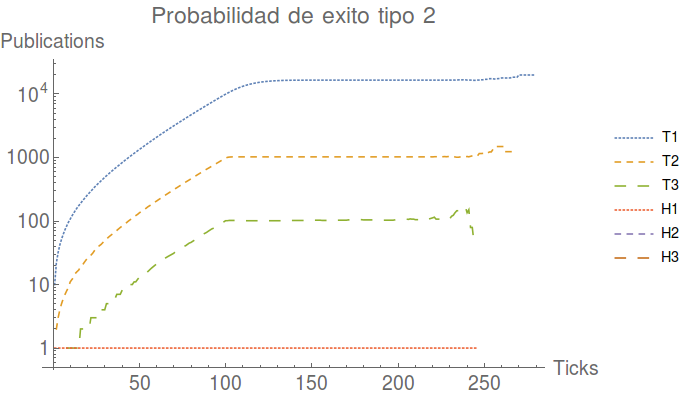 Probabilidad de exito tipo 2
Publications
10^4
1000
100
10
1
50 100 150 200 250
Ticks
T1
T2
T3
H1
H2
H3